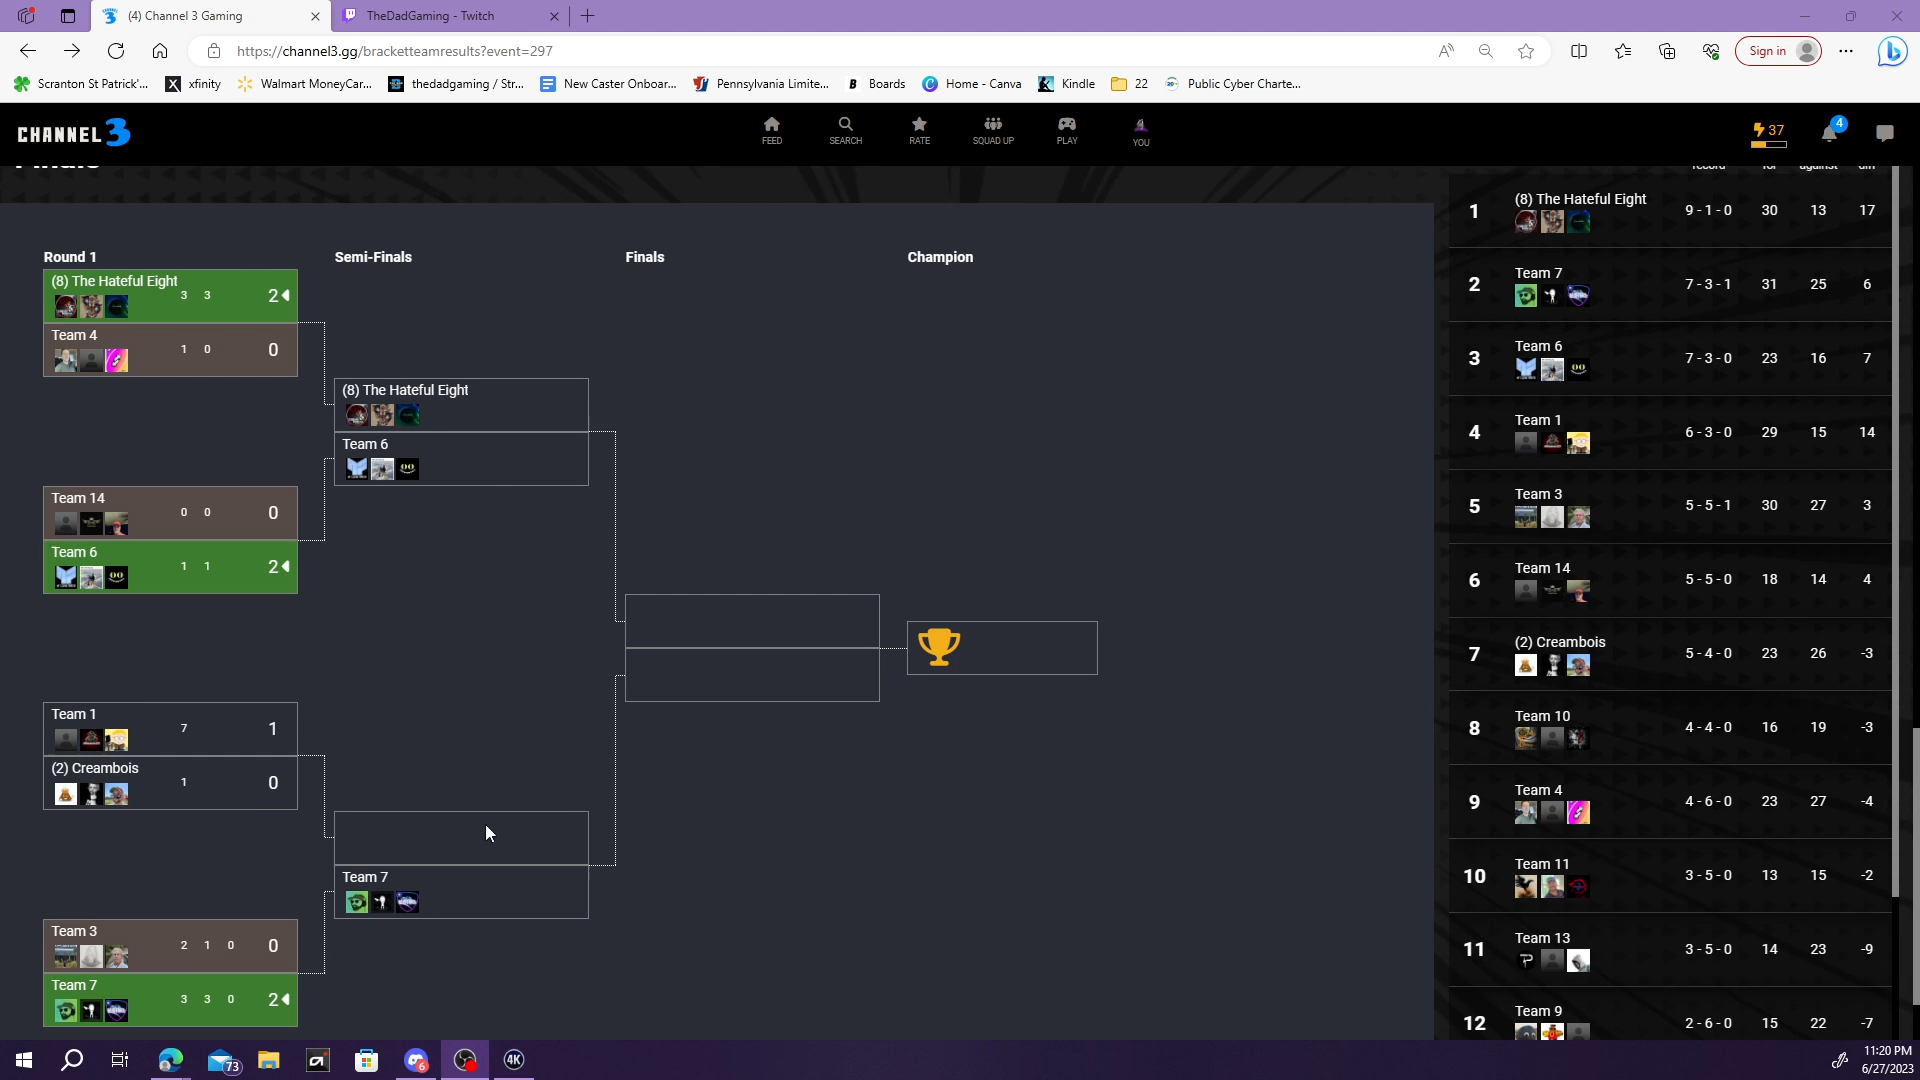 (4) Channel 3 Gaming
TheDadGaming - Twitch
https://channel3.gg/bracketteamresults?event=297
Sign in
Scranton St Patrick'...
xfinity
Walmart MoneyCar...
thedadgaming / Str...
New Caster Onboar...
Pennsylvania Limite...
Boards
Home - Canva
Kindle
22
Public Cyber Charte...
CHANNEL 3
FEED
SEARCH
RATE
SQUAD UP
PLAY
YOU
37
4
Finals
record for against diff
Round 1
Semi-Finals
Finals
Champion
(8) The Hateful Eight
3 3 2
Team 4
1 0 0
Team 14
0 0 0
Team 6
1 1 2
Team 1
7 1
(2) Creambois
1 0
Team 3
2 1 0 0
Team 7
3 3 0 2
(8) The Hateful Eight
Team 6
Team 7
1 (8) The Hateful Eight 9 - 1 - 0 30 13 17
2 Team 7 7 - 3 - 1 31 25 6
3 Team 6 7 - 3 - 0 23 16 7
4 Team 1 6 - 3 - 0 29 15 14
5 Team 3 5 - 5 - 1 30 27 3
6 Team 14 5 - 5 - 0 18 14 4
7 (2) Creambois 5 - 4 - 0 23 26 -3
8 Team 10 4 - 4 - 0 16 19 -3
9 Team 4 4 - 6 - 0 23 27 -4
10 Team 11 3 - 5 - 0 13 15 -2
11 Team 13 3 - 5 - 0 14 23 -9
12 Team 9 2 - 6 - 0 15 22 -7
73
6
4K
11:20 PM
6/27/2023